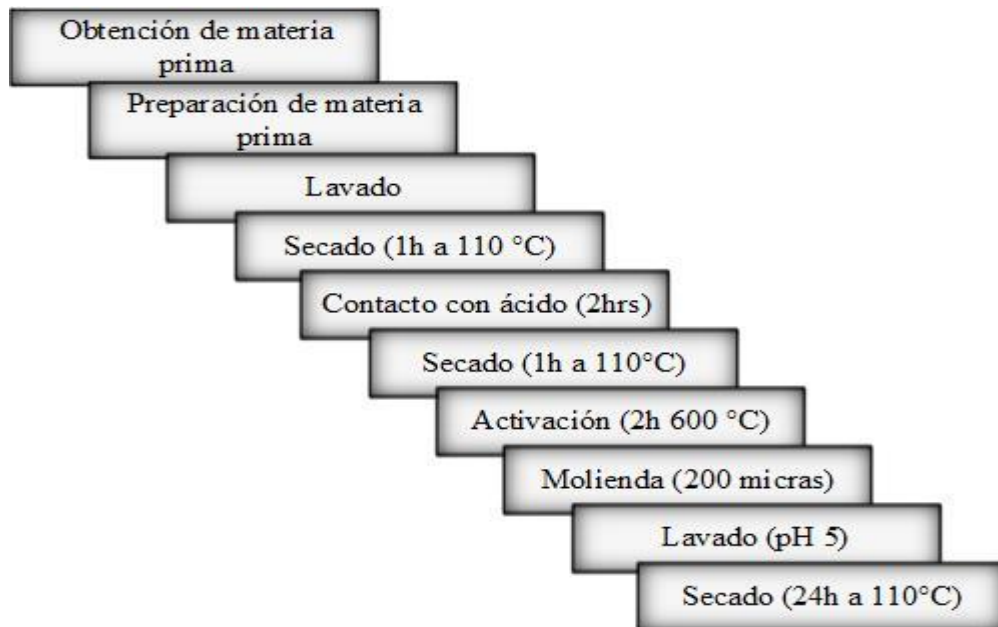 Obtención de materia
prima
Preparación de materia
prima
Lavado
Secado (1h a 110 °C)
Contacto con ácido (2hrs)
Secado (1h a 110°C)
Activación (2h 600 °C)
Molienda (200 micras)
Lavado (pH 5)
Secado (24h a 110°C)